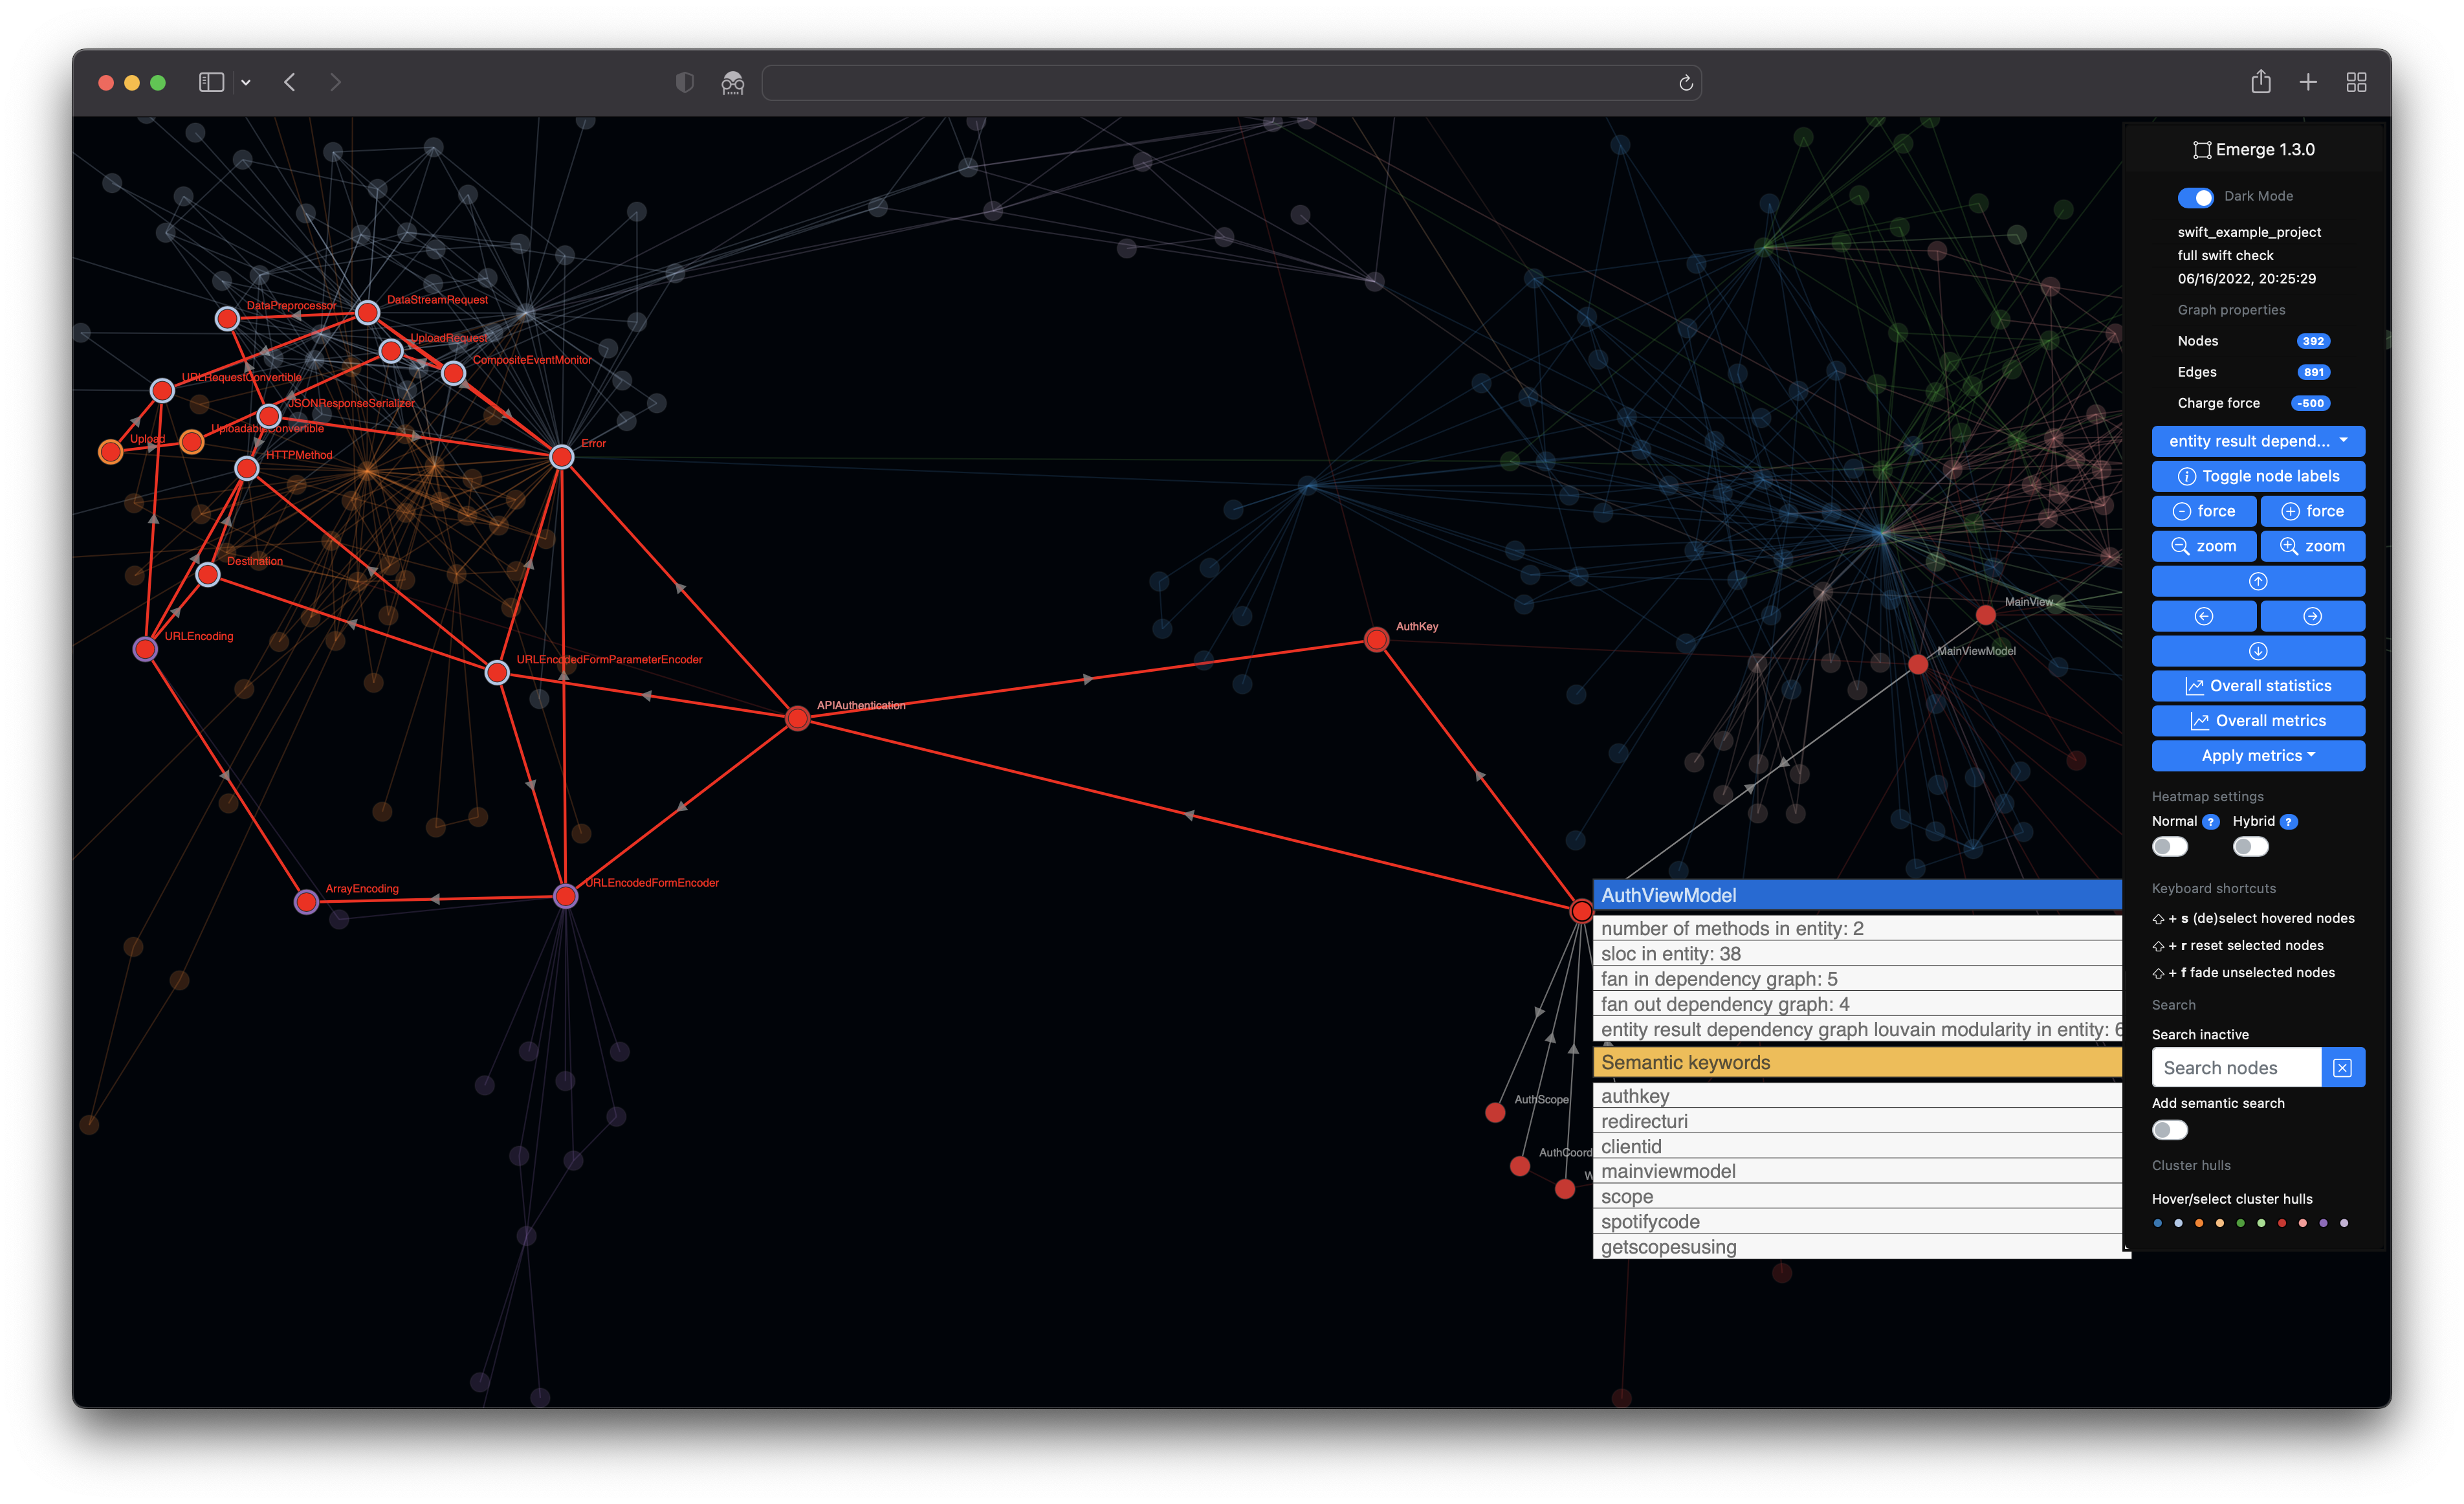 Emerge 1.3.0
Dark Mode
swift_example_project
full swift check
06/16/2022, 20:25:29
Graph properties
Nodes 392
Edges 891
Charge force -500
entity result depend...
Toggle node labels
force force
zoom zoom
Overall statistics
Overall metrics
Apply metrics
Heatmap settings
Normal ? Hybrid ?
Keyboard shortcuts
+ s (de)select hovered nodes
+ r reset selected nodes
+ f fade unselected nodes
Search
Search inactive
Search nodes
Add semantic search
Cluster hulls
Hover/select cluster hulls
DataPreprocessor
DataStreamRequest
UploadRequest
CompositeEventMonitor
URLRequestConvertible
JSONResponseSerializer
Upload
UploadableConvertible
HTTPMethod
Error
Destination
URLEncoding
URLEncodedFormParameterEncoder
APIAuthentication
AuthKey
MainView
MainViewModel
ArrayEncoding
URLEncodedFormEncoder
AuthScope
AuthCoord
W
AuthViewModel
number of methods in entity: 2
sloc in entity: 38
fan in dependency graph: 5
fan out dependency graph: 4
entity result dependency graph louvain modularity in entity: 6
Semantic keywords
authkey
redirecturi
clientid
mainviewmodel
scope
spotifycode
getscopesusing